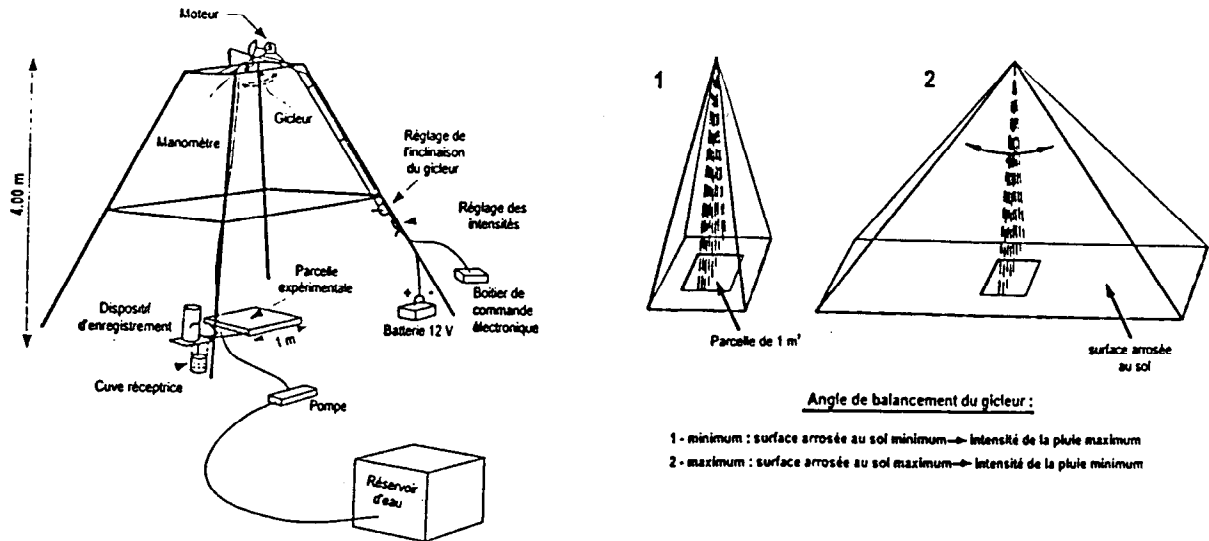 Moteur
4.00 m
Gicleur
Manomètre
Réglage de
l'inclinaison
du gicleur
Réglage des
intensités
Parcelle
expérimentale
Dispositif
d'enregistrement
1 m
+ -
Batterie 12 V
Boitier de
commande
électronique
Cuve réceptrice
Pompe
Réservoir
d'eau
1
2
Parcelle de 1 m²
surface arrosée
au sol
Angle de balancement du gicleur :
1 - minimum : surface arrosée au sol minimum → Intensité de la pluie maximum
2 - maximum : surface arrosée au sol maximum → Intensité de la pluie minimum